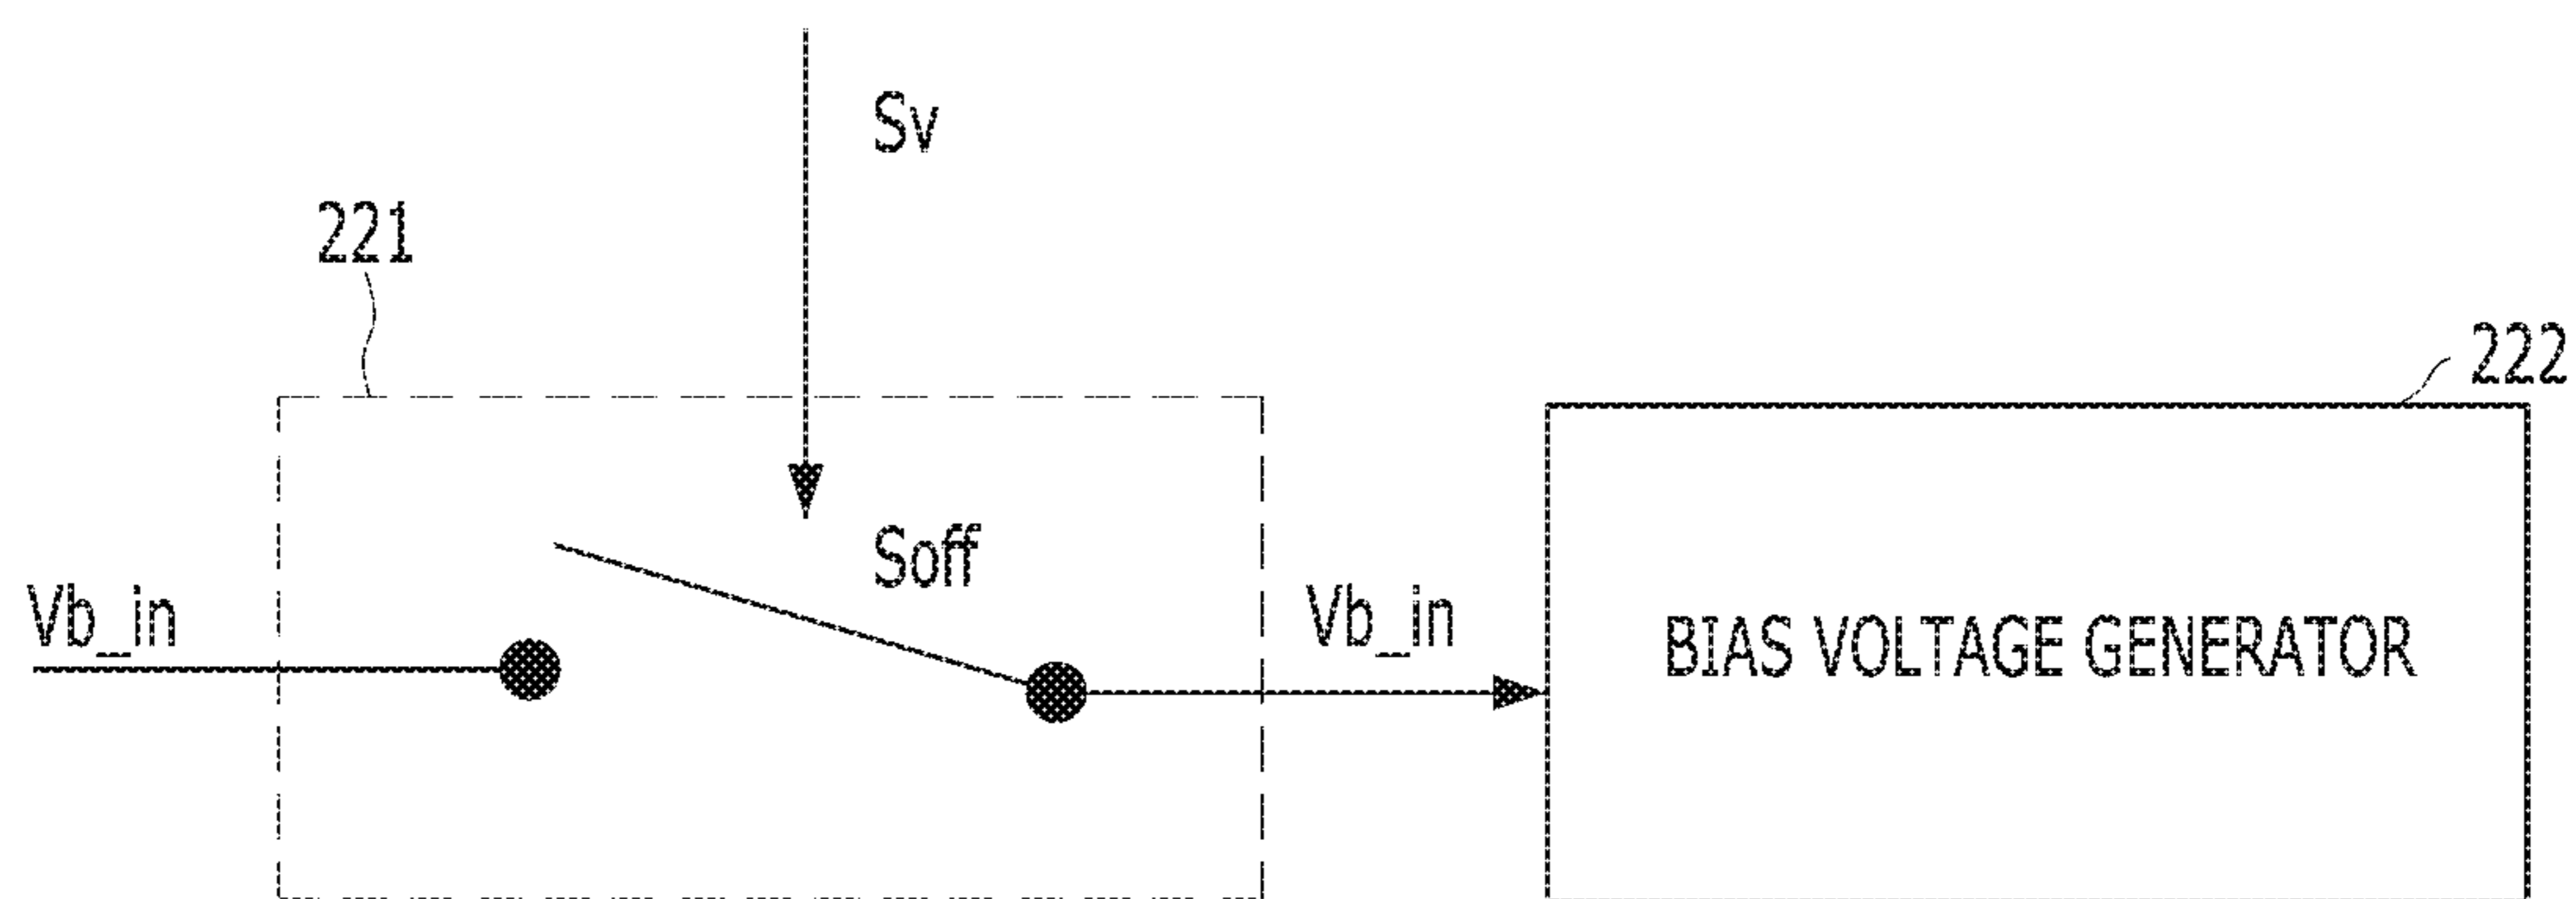 Sv
221
222
Soff
Vb_in
Vb_in
BIAS VOLTAGE GENERATOR